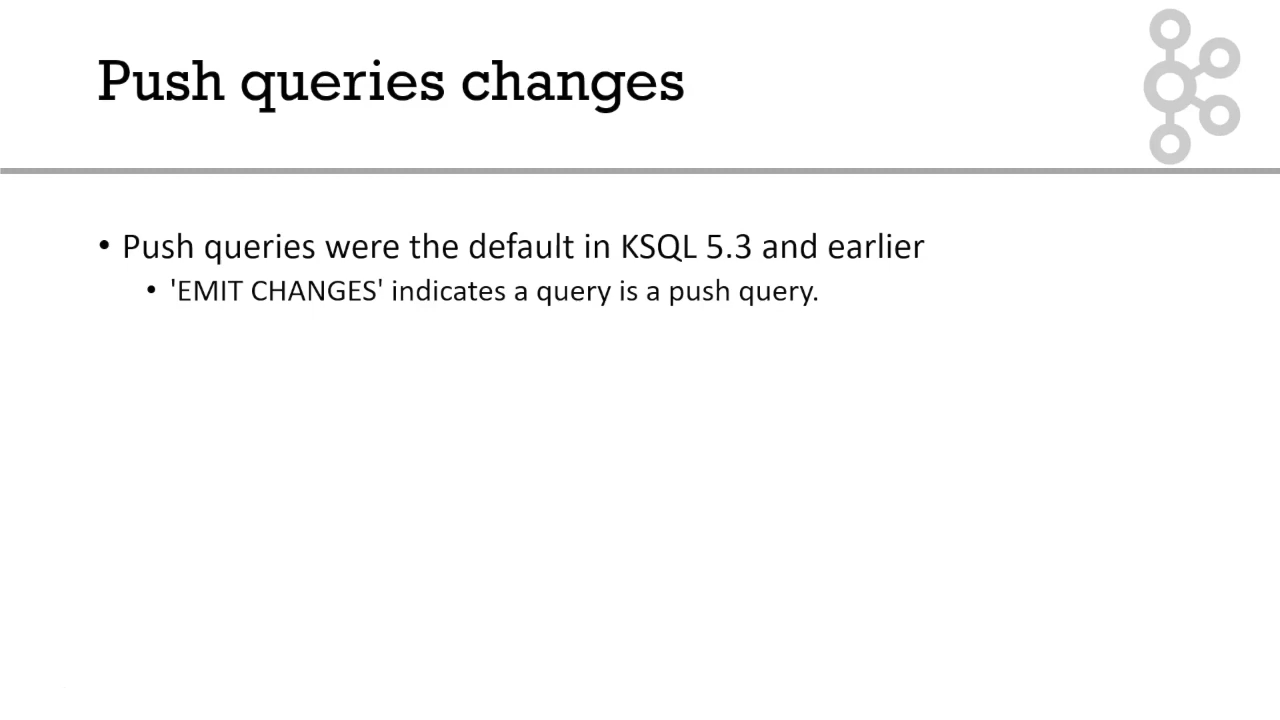 Push queries changes
• Push queries were the default in KSQL 5.3 and earlier
• 'EMIT CHANGES' indicates a query is a push query.